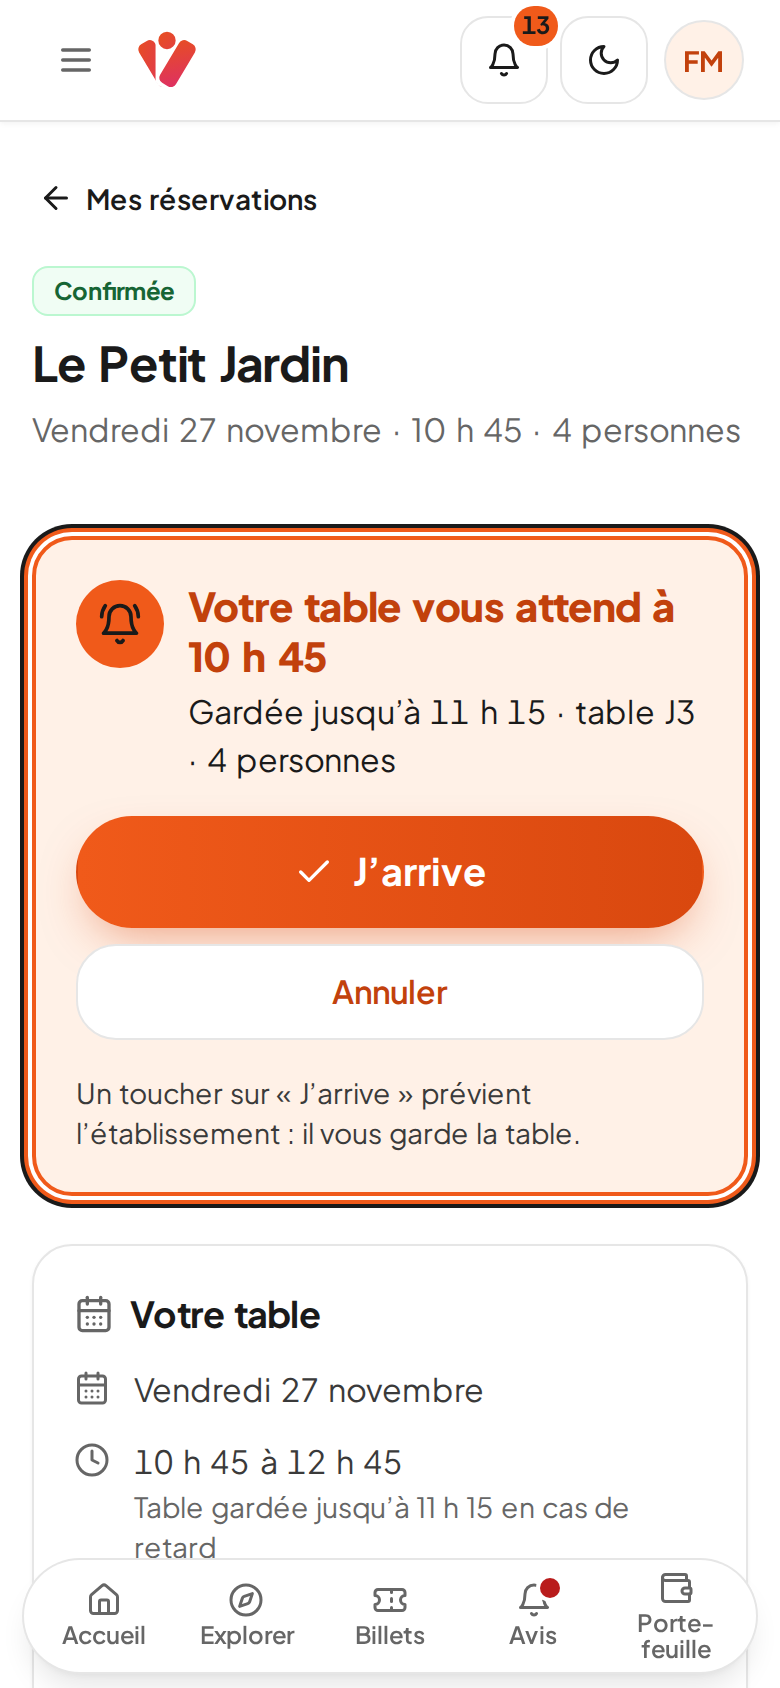 13
FM
Mes réservations
Confirmée
Le Petit Jardin
Vendredi 27 novembre · 10 h 45 · 4 personnes
Votre table vous attend à
10 h 45
Gardée jusqu’à 11 h 15 · table J3
· 4 personnes
J’arrive
Annuler
Un toucher sur « J’arrive » prévient
l’établissement : il vous garde la table.
Votre table
Vendredi 27 novembre
10 h 45 à 12 h 45
Table gardée jusqu’à 11 h 15 en cas de
retard
Accueil
Explorer
Billets
Avis
Porte-
feuille